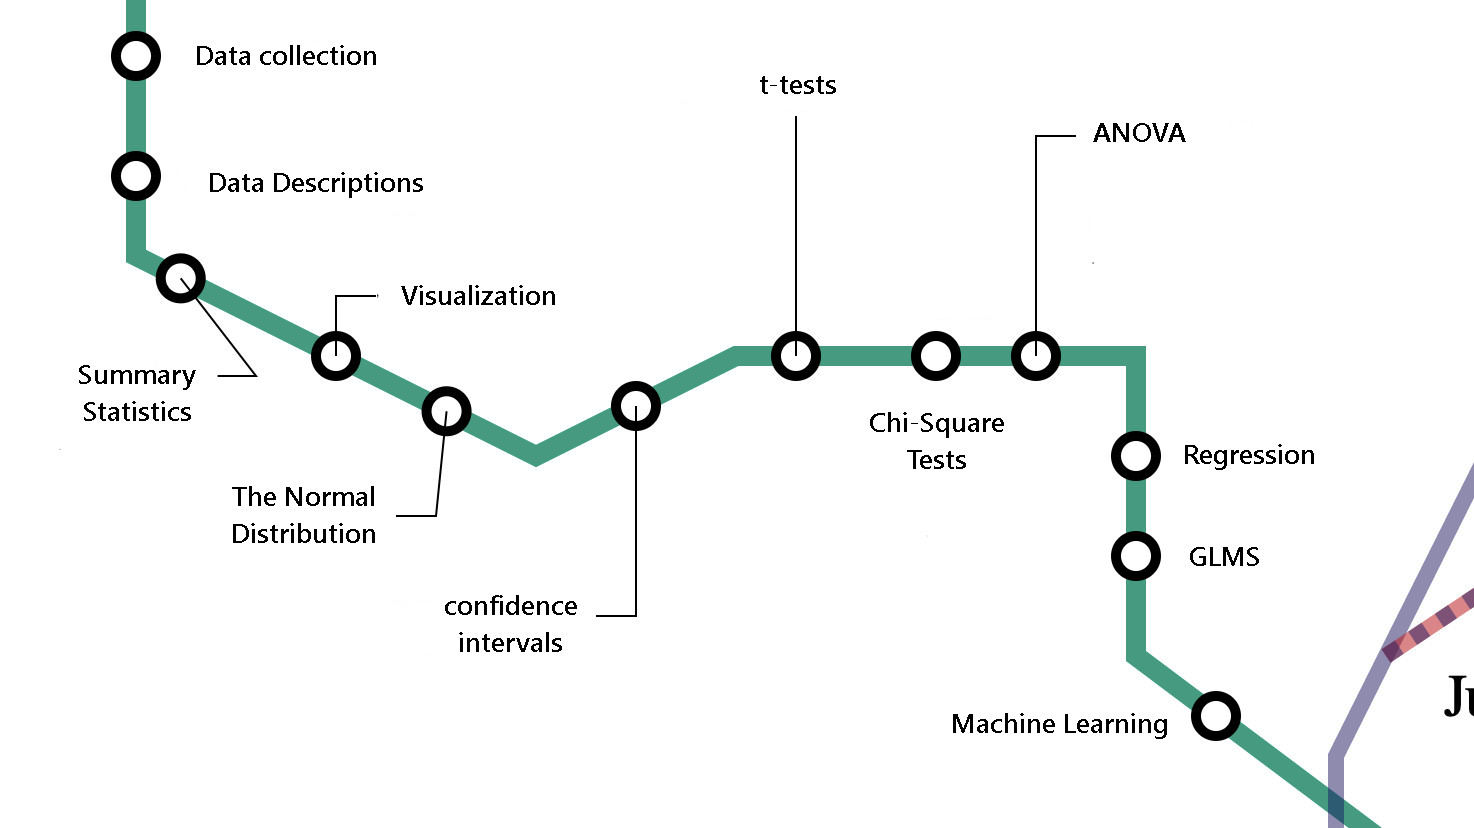 Data collection
t-tests
ANOVA
Data Descriptions
Visualization
Summary
Statistics
Chi-Square
Tests
Regression
The Normal
Distribution
GLMS
confidence
intervals
Machine Learning